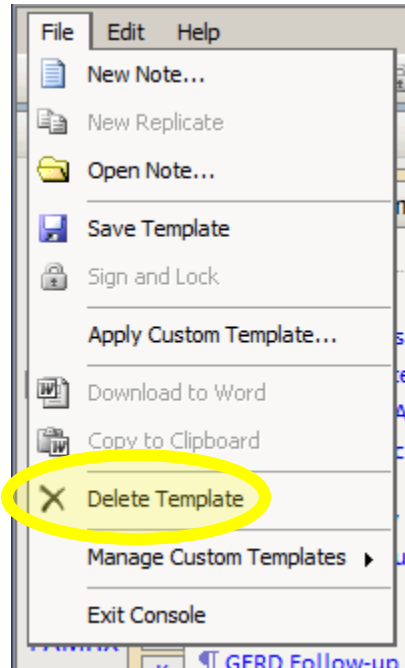 File Edit Help
New Note...
New Replicate
Open Note...
Save Template
Sign and Lock
Apply Custom Template...
Download to Word
Copy to Clipboard
Delete Template
Manage Custom Templates
Exit Console
¶ GERD Follow-up